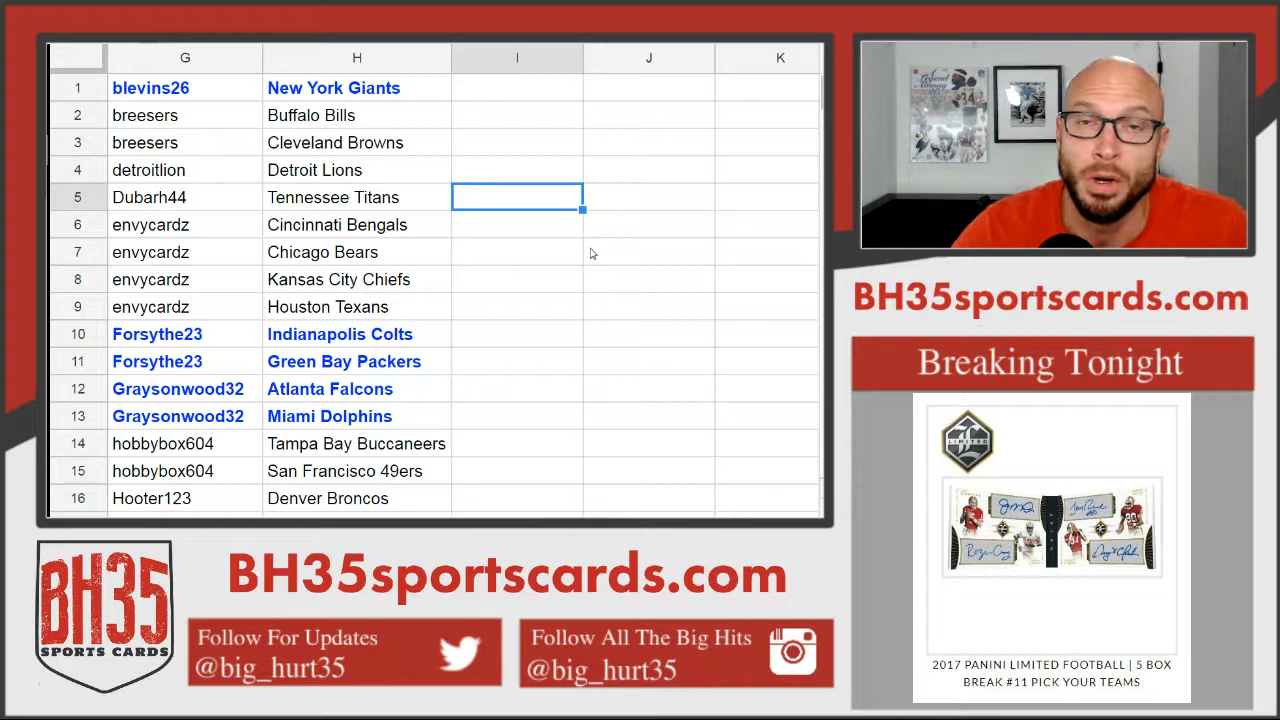 G H I J K
1 blevins26 New York Giants
2 breesers Buffalo Bills
3 breesers Cleveland Browns
4 detroitlion Detroit Lions
5 Dubarh44 Tennessee Titans
6 envycardz Cincinnati Bengals
7 envycardz Chicago Bears
8 envycardz Kansas City Chiefs
9 envycardz Houston Texans
10 Forsythe23 Indianapolis Colts
11 Forsythe23 Green Bay Packers
12 Graysonwood32 Atlanta Falcons
13 Graysonwood32 Miami Dolphins
14 hobbybox604 Tampa Bay Buccaneers
15 hobbybox604 San Francisco 49ers
16 Hooter123 Denver Broncos
Legend
34
BH35sportscards.com
Breaking Tonight
LIMITED
2017 PANINI LIMITED FOOTBALL | 5 BOX
BREAK #11 PICK YOUR TEAMS
BH35
SPORTS CARDS
BH35sportscards.com
Follow For Updates
@big_hurt35
Follow All The Big Hits
@big_hurt35